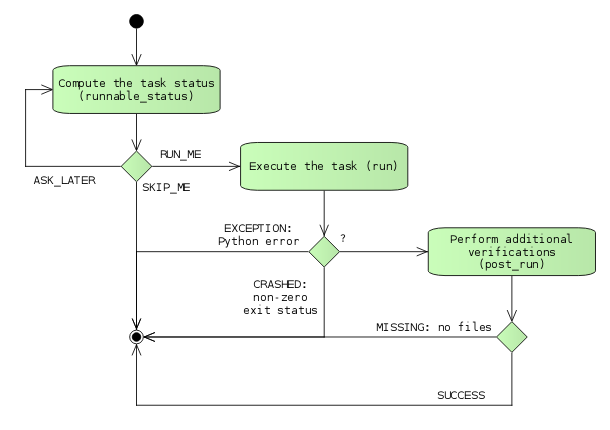 Compute the task status
(runnable_status)
RUN_ME
Execute the task (run)
ASK_LATER
SKIP_ME
EXCEPTION:
Python error
?
Perform additional
verifications
(post_run)
CRASHED:
non-zero
exit status
MISSING: no files
SUCCESS